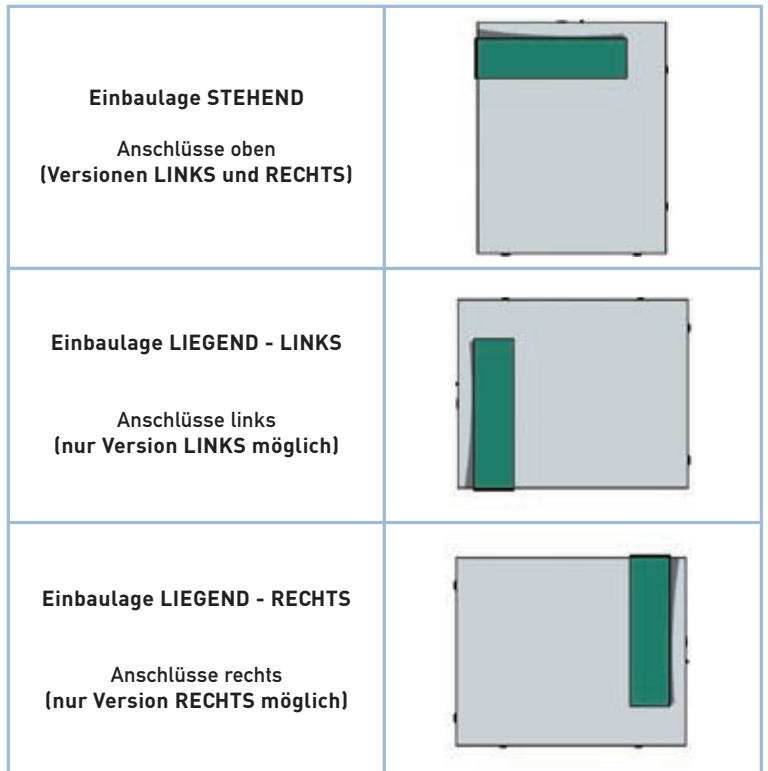 Einbaulage STEHEND
Anschlüsse oben
(Versionen LINKS und RECHTS)
Einbaulage LIEGEND - LINKS
Anschlüsse links
(nur Version LINKS möglich)
Einbaulage LIEGEND - RECHTS
Anschlüsse rechts
(nur Version RECHTS möglich)